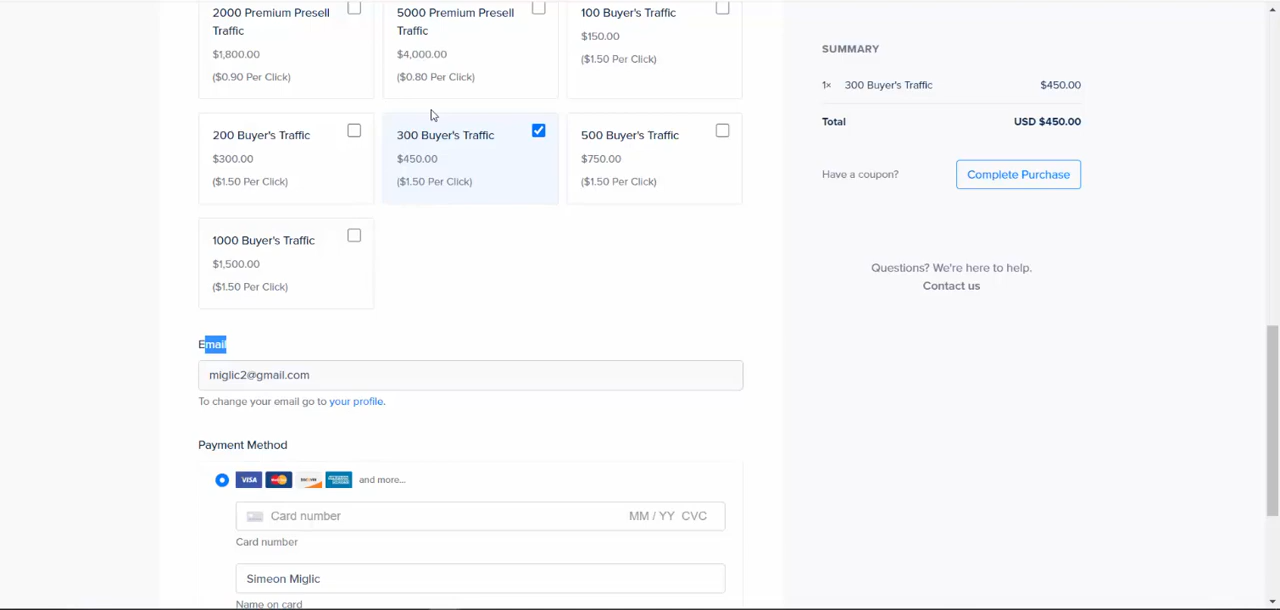 2000 Premium Presell
Traffic
$1,800.00
($0.90 Per Click)
5000 Premium Presell
Traffic
$4,000.00
($0.80 Per Click)
100 Buyer's Traffic
$150.00
($1.50 Per Click)
200 Buyer's Traffic
$300.00
($1.50 Per Click)
300 Buyer's Traffic
$450.00
($1.50 Per Click)
500 Buyer's Traffic
$750.00
($1.50 Per Click)
1000 Buyer's Traffic
$1,500.00
($1.50 Per Click)
Email
miglic2@gmail.com
To change your email go to your profile.
Payment Method
VISA MasterCard DISCOVER and more...
Card number MM / YY CVC
Card number
Simeon Miglic
Name on card
SUMMARY
1× 300 Buyer's Traffic $450.00
Total USD $450.00
Have a coupon? Complete Purchase
Questions? We're here to help.
Contact us